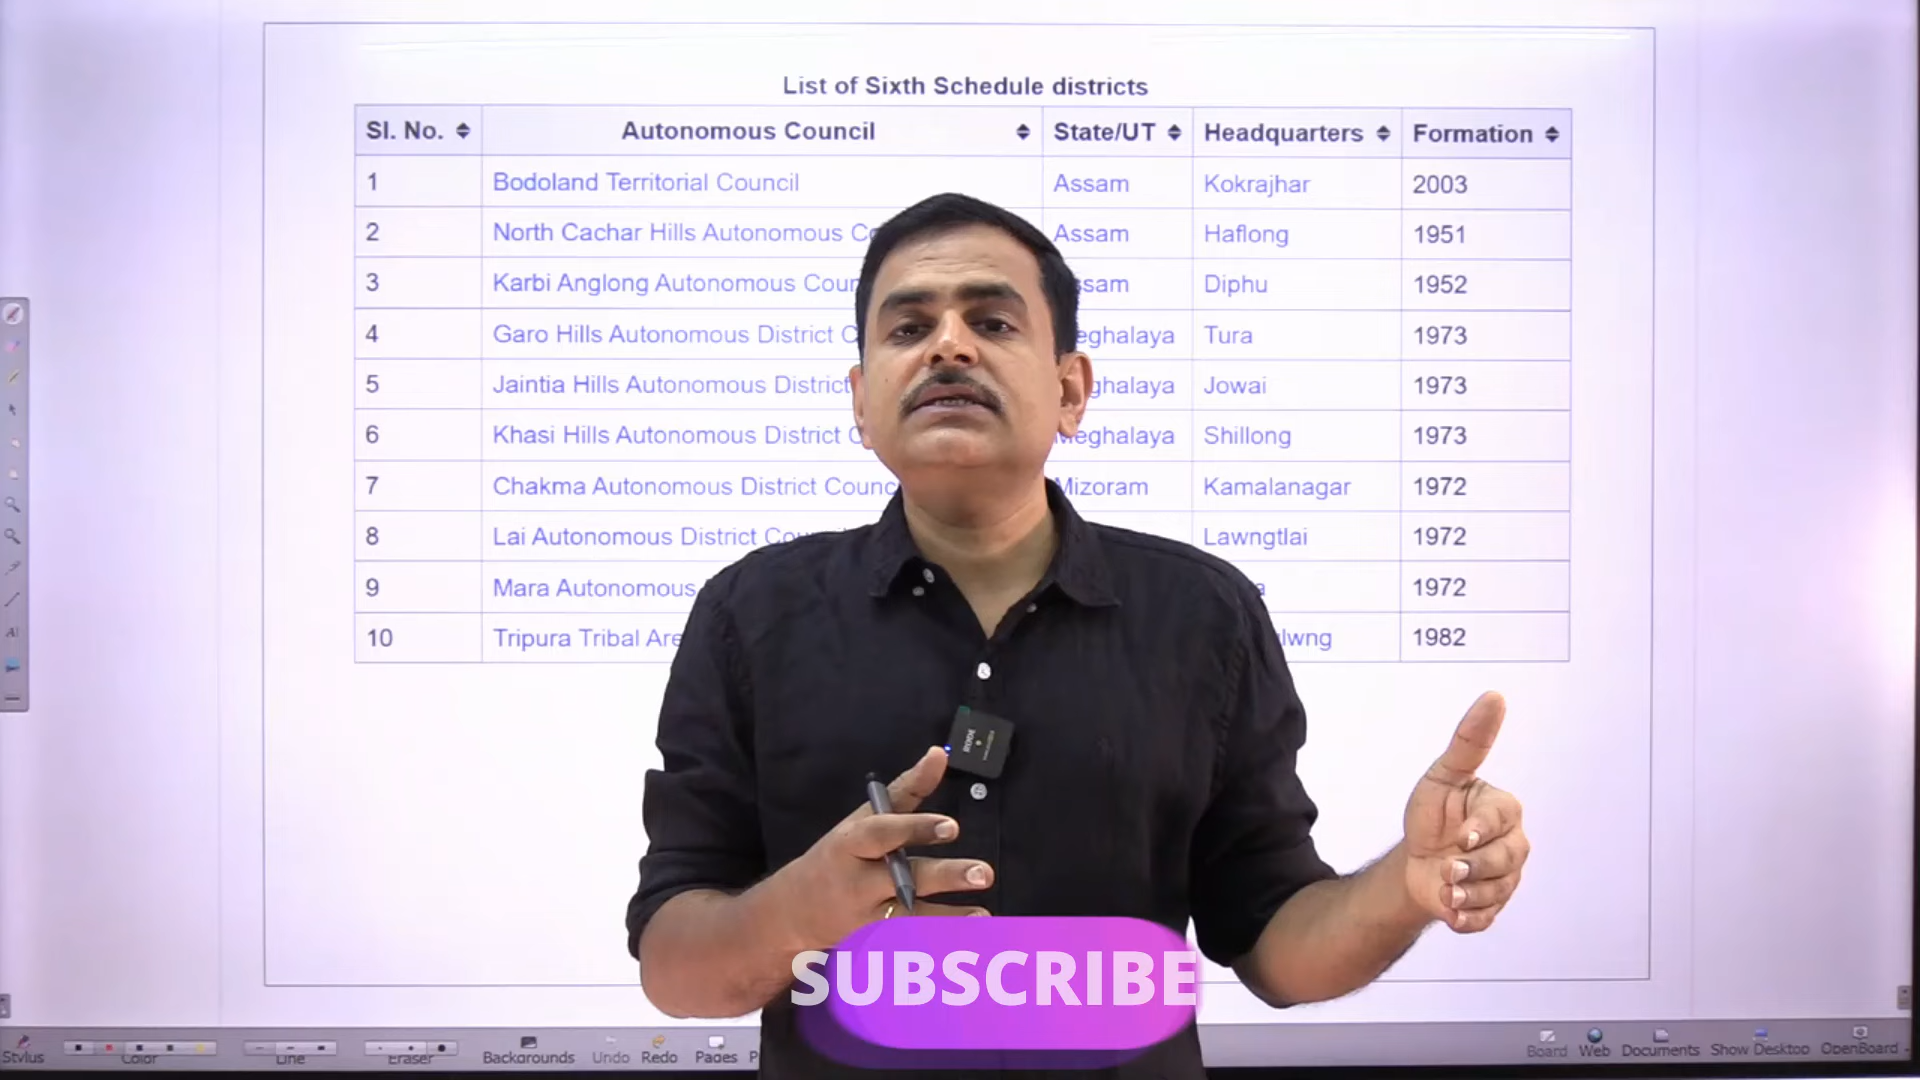 List of Sixth Schedule districts
Sl. No. Autonomous Council State/UT Headquarters Formation
1 Bodoland Territorial Council Assam Kokrajhar 2003
2 North Cachar Hills Autonomous Assam Haflong 1951
3 Karbi Anglong Autonomous Diphu 1952
4 Garo Hills Autonomous District Tura 1973
5 Jaintia Hills Autonomous District Jowai 1973
6 Khasi Hills Autonomous District Meghalaya Shillong 1973
7 Chakma Autonomous District Mizoram Kamalanagar 1972
8 Lai Autonomous District Lawngtlai 1972
9 Mara Autonomous 1972
10 Tripura Tribal 1982
RODE
SUBSCRIBE
Stylus Color Line Eraser Backgrounds Undo Redo Pages Board Web Documents Show Desktop OpenBoard